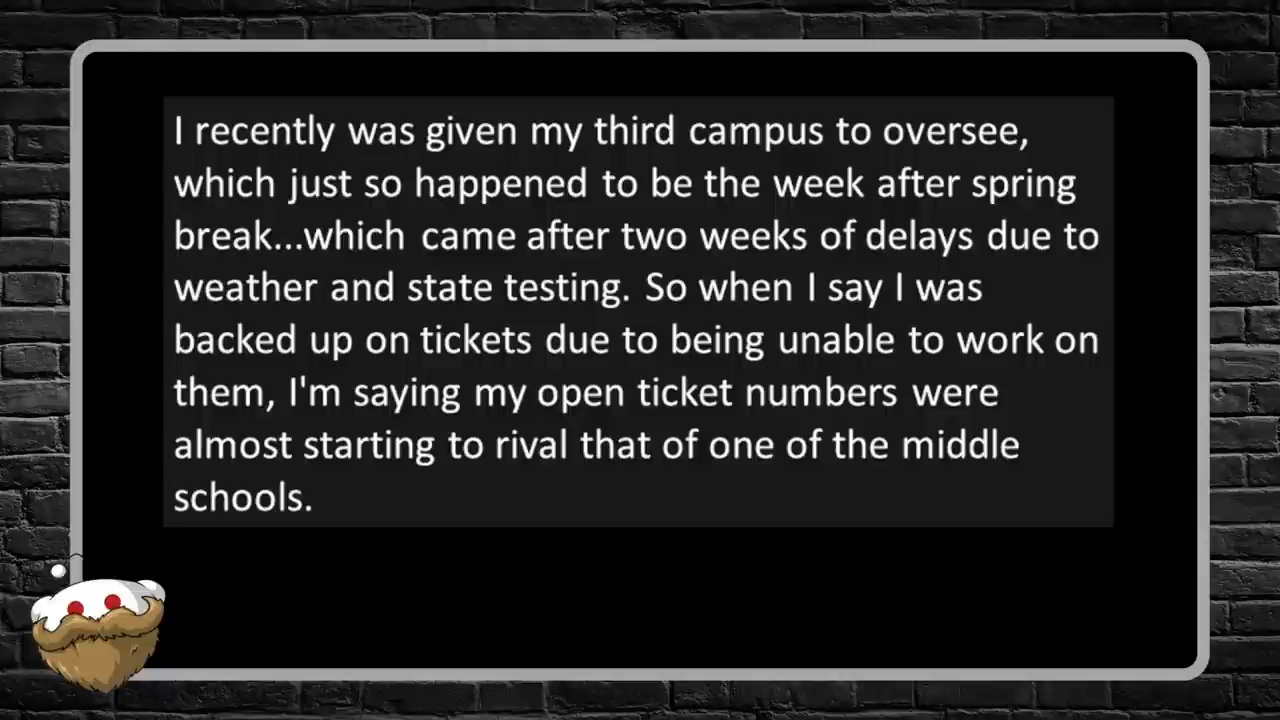 I recently was given my third campus to oversee,
which just so happened to be the week after spring
break...which came after two weeks of delays due to
weather and state testing. So when I say I was
backed up on tickets due to being unable to work on
them, I'm saying my open ticket numbers were
almost starting to rival that of one of the middle
schools.